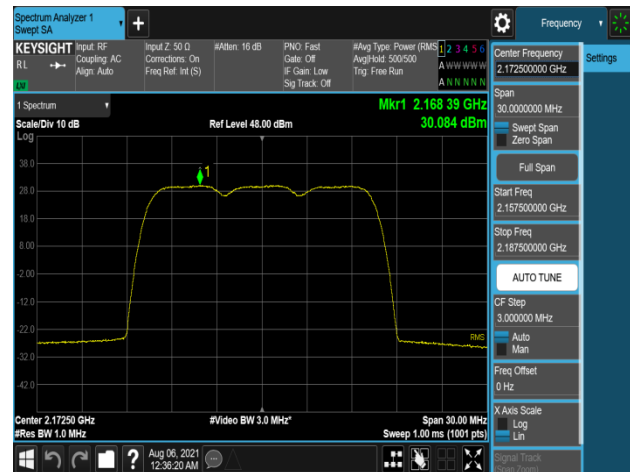 Spectrum Analyzer 1
Swept SA
+
Frequency
KEYSIGHT
RL
Input: RF
Coupling: AC
Align: Auto
Input Z: 50 Ω
Corrections: On
Freq Ref: Int (S)
#Atten: 16 dB
PNO: Fast
Gate: Off
IF Gain: Low
Sig Track: Off
#Avg Type: Power (RMS
Avg|Hold: 500/500
Trig: Free Run
1 2 3 4 5 6
A W W W W W
A N N N N N
1 Spectrum
Scale/Div 10 dB
Log
Ref Level 48.00 dBm
Mkr1 2.168 39 GHz
30.084 dBm
38.0
28.0
18.0
8.00
-2.00
-12.0
-22.0
-32.0
-42.0
1
RMS
Center 2.17250 GHz
#Res BW 1.0 MHz
#Video BW 3.0 MHz*
Span 30.00 MHz
Sweep 1.00 ms (1001 pts)
?
Aug 06, 2021
12:36:20 AM
Center Frequency
2.172500000 GHz
Settings
Span
30.0000000 MHz
Swept Span
Zero Span
Full Span
Start Freq
2.157500000 GHz
Stop Freq
2.187500000 GHz
AUTO TUNE
CF Step
3.000000 MHz
Auto
Man
Freq Offset
0 Hz
X Axis Scale
Log
Lin
Signal Track
(Span Zoom)